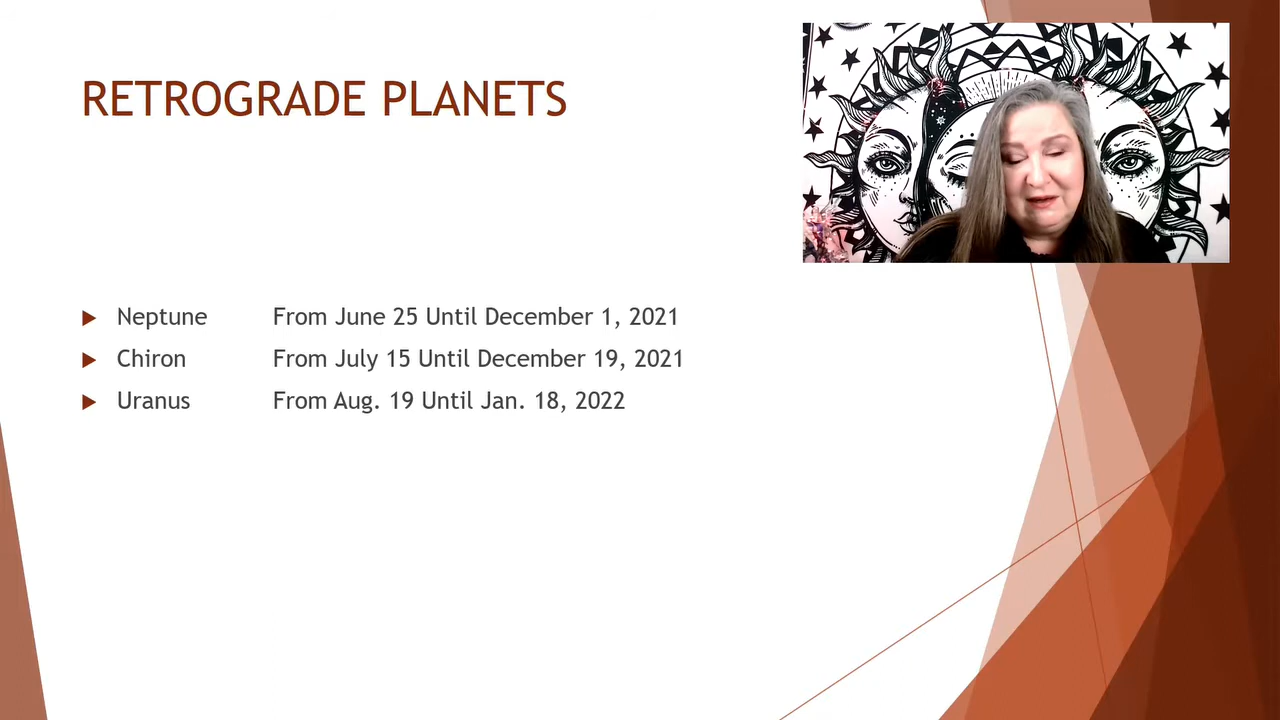 RETROGRADE PLANETS
Neptune From June 25 Until December 1, 2021
Chiron From July 15 Until December 19, 2021
Uranus From Aug. 19 Until Jan. 18, 2022